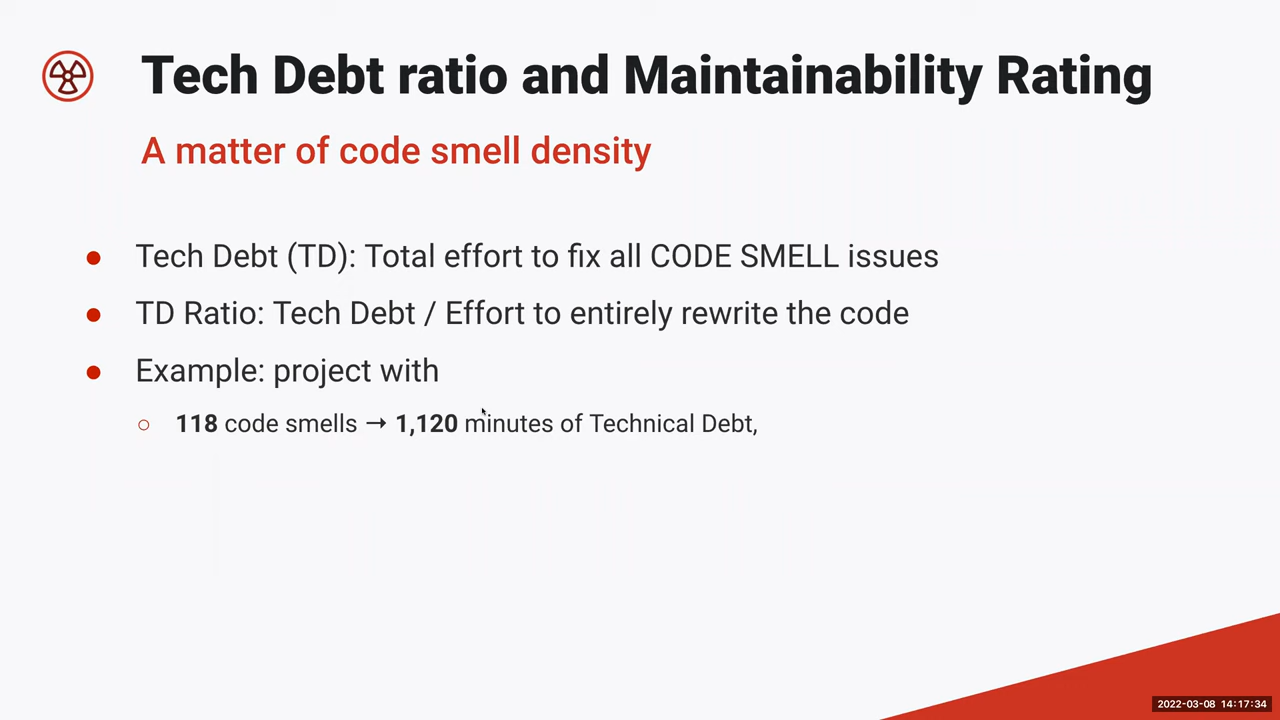 Tech Debt ratio and Maintainability Rating
A matter of code smell density
● Tech Debt (TD): Total effort to fix all CODE SMELL issues
● TD Ratio: Tech Debt / Effort to entirely rewrite the code
● Example: project with
○ 118 code smells → 1,120 minutes of Technical Debt,
2022-03-08 14:17:34